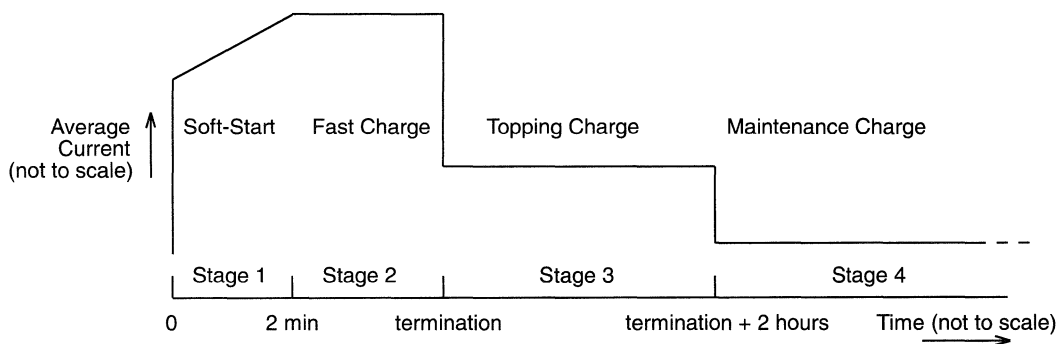 Average
Current
(not to scale)
Soft-Start
Fast Charge
Topping Charge
Maintenance Charge
Stage 1
Stage 2
Stage 3
Stage 4
0
2 min
termination
termination + 2 hours
Time (not to scale)